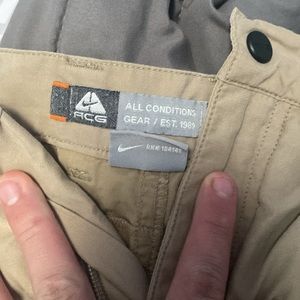 ACG
ALL CONDITIONS
GEAR / EST. 1989